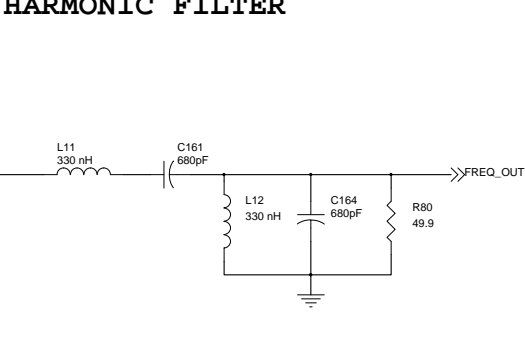 HARMONIC FILTER
L11
330 nH
C161
680pF
FREQ_OUT
L12
330 nH
C164
680pF
R80
49.9